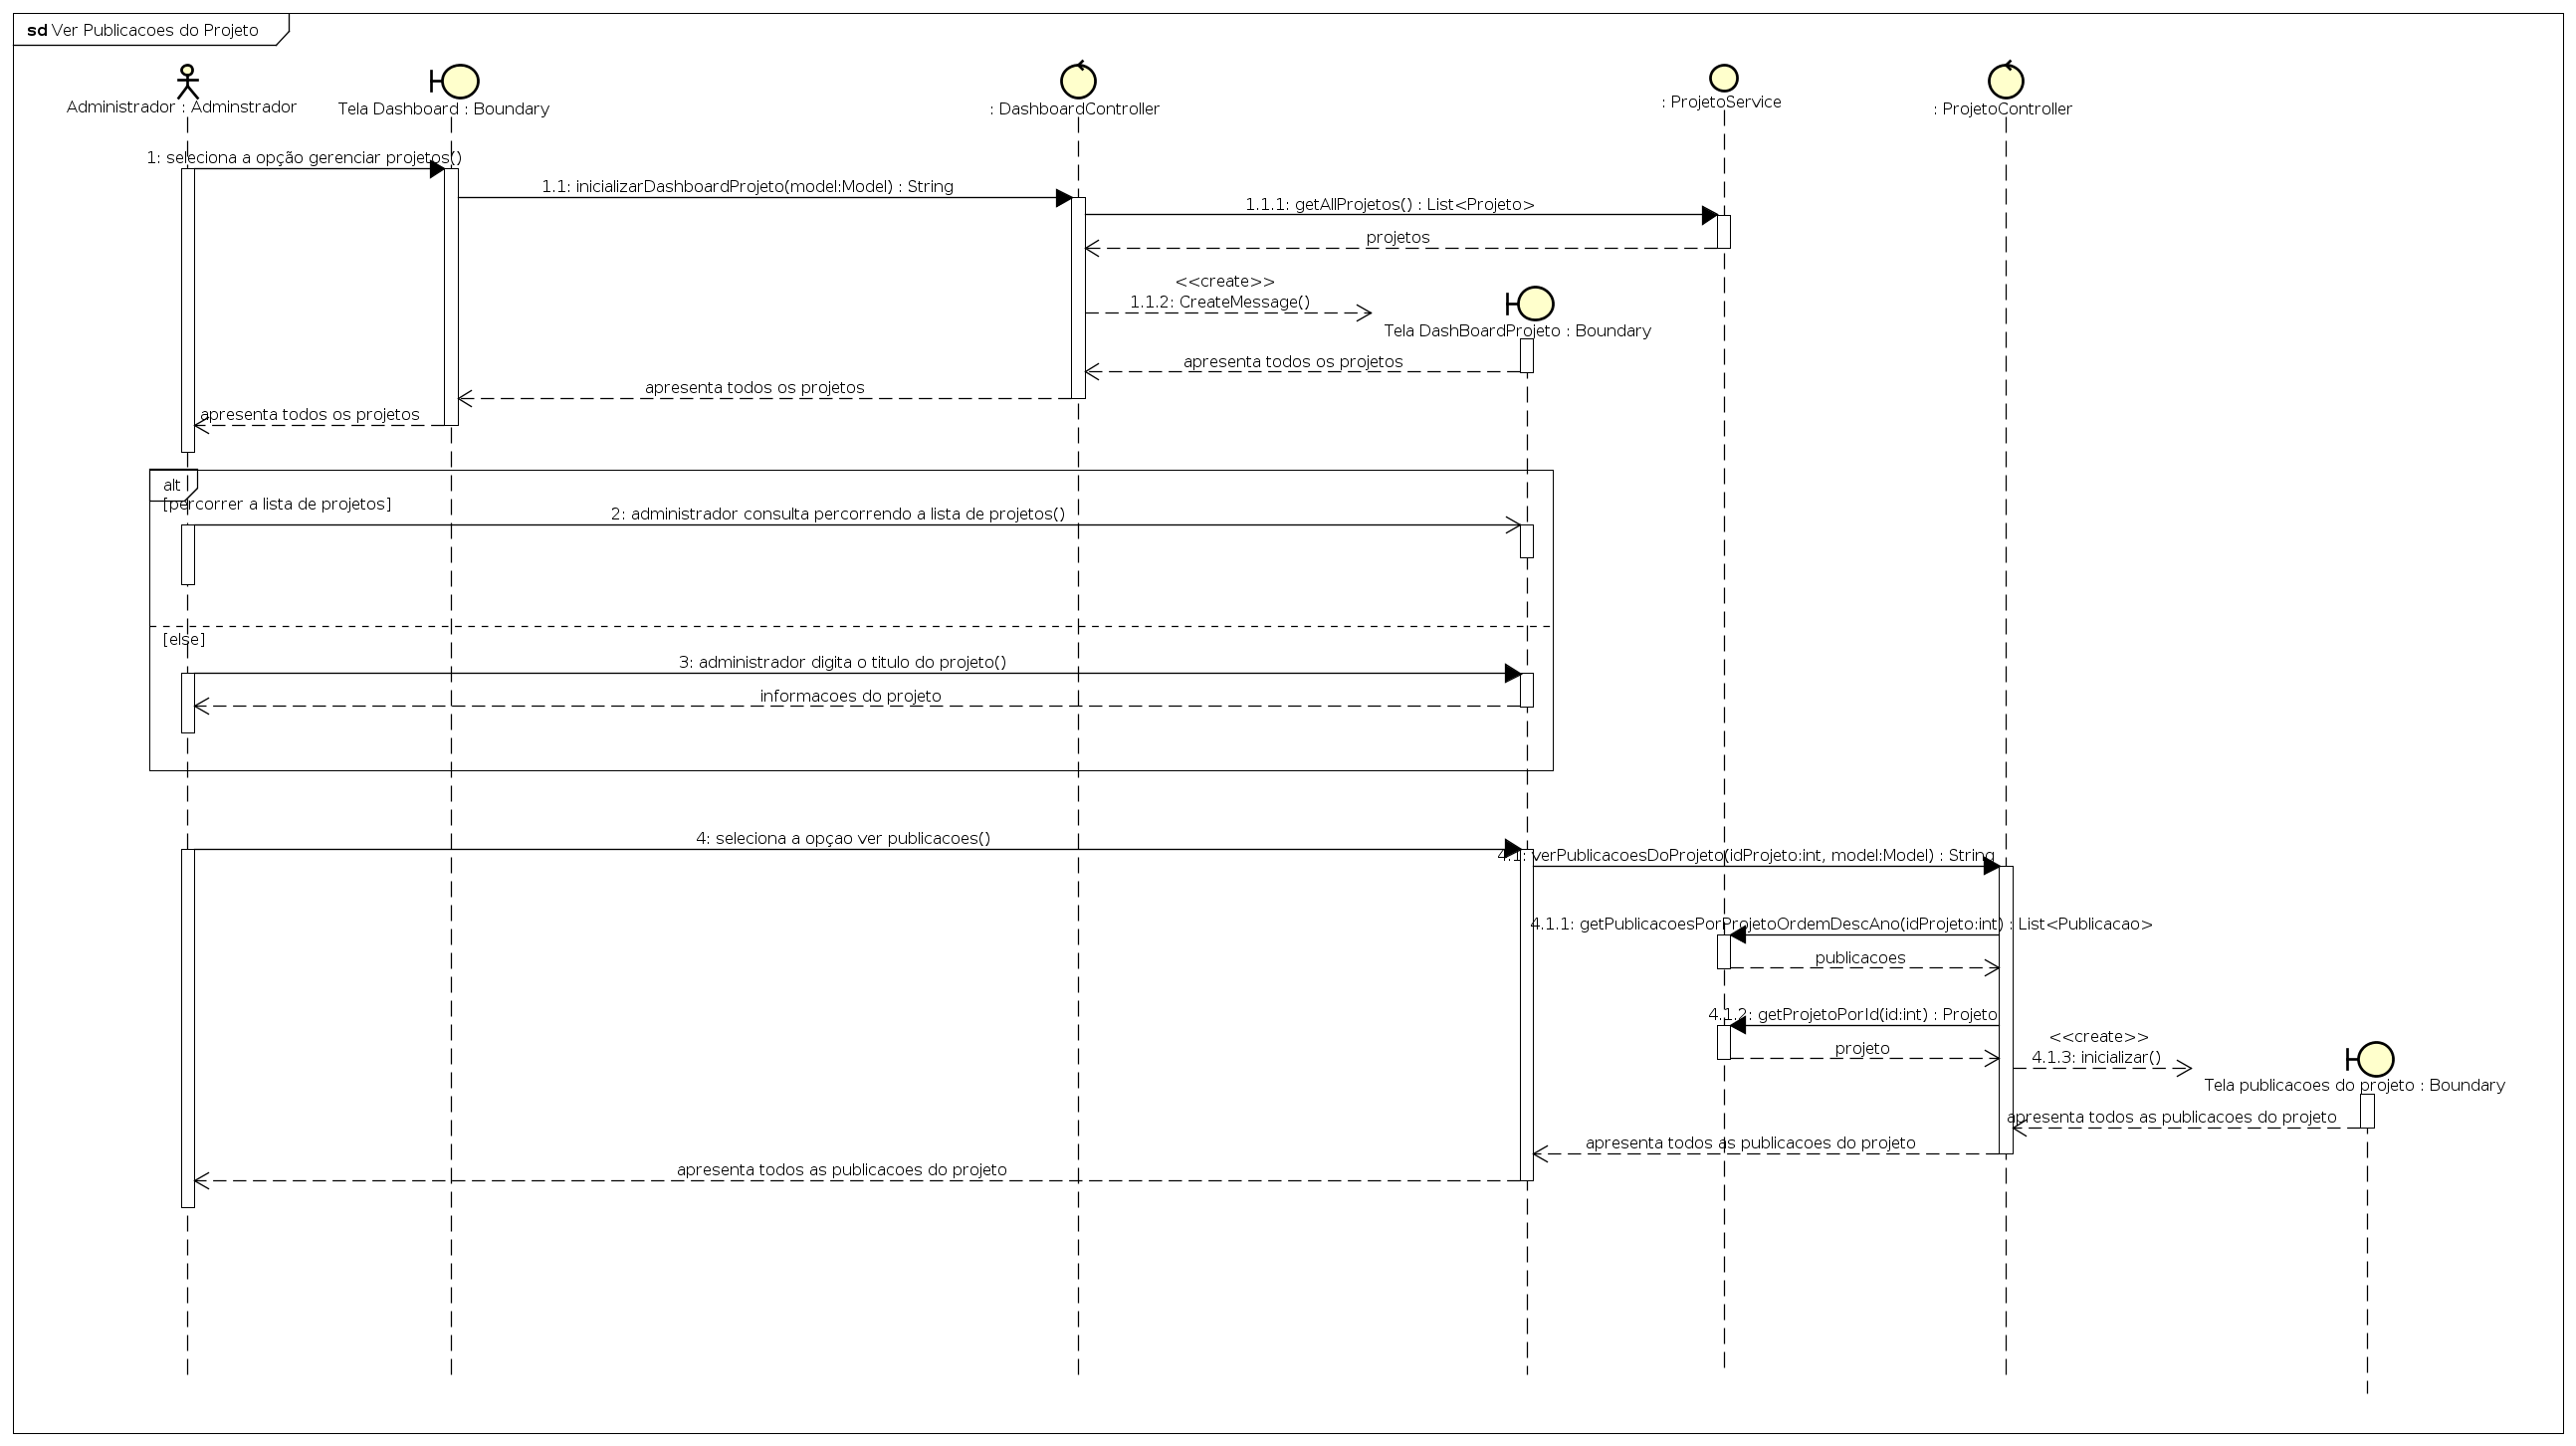 sd Ver Publicacoes do Projeto
Administrador : Adminstrador
Tela Dashboard : Boundary
: DashboardController
: ProjetoService
: ProjetoController
1: seleciona a opção gerenciar projetos()
1.1: inicializarDashboardProjeto(model:Model) : String
1.1.1: getAllProjetos() : List<Projeto>
projetos
<<create>>
1.1.2: CreateMessage()
Tela DashBoardProjeto : Boundary
apresenta todos os projetos
apresenta todos os projetos
apresenta todos os projetos
alt
[percorrer a lista de projetos]
2: administrador consulta percorrendo a lista de projetos()
[else]
3: administrador digita o titulo do projeto()
informacoes do projeto
4: seleciona a opçao ver publicacoes()
4.1: verPublicacoesDoProjeto(idProjeto:int, model:Model) : String
4.1.1: getPublicacoesPorProjetoOrdemDescAno(idProjeto:int) : List<Publicacao>
publicacoes
4.1.2: getProjetoPorId(id:int) : Projeto
projeto
<<create>>
4.1.3: inicializar()
Tela publicacoes do projeto : Boundary
apresenta todos as publicacoes do projeto
apresenta todos as publicacoes do projeto
apresenta todos as publicacoes do projeto